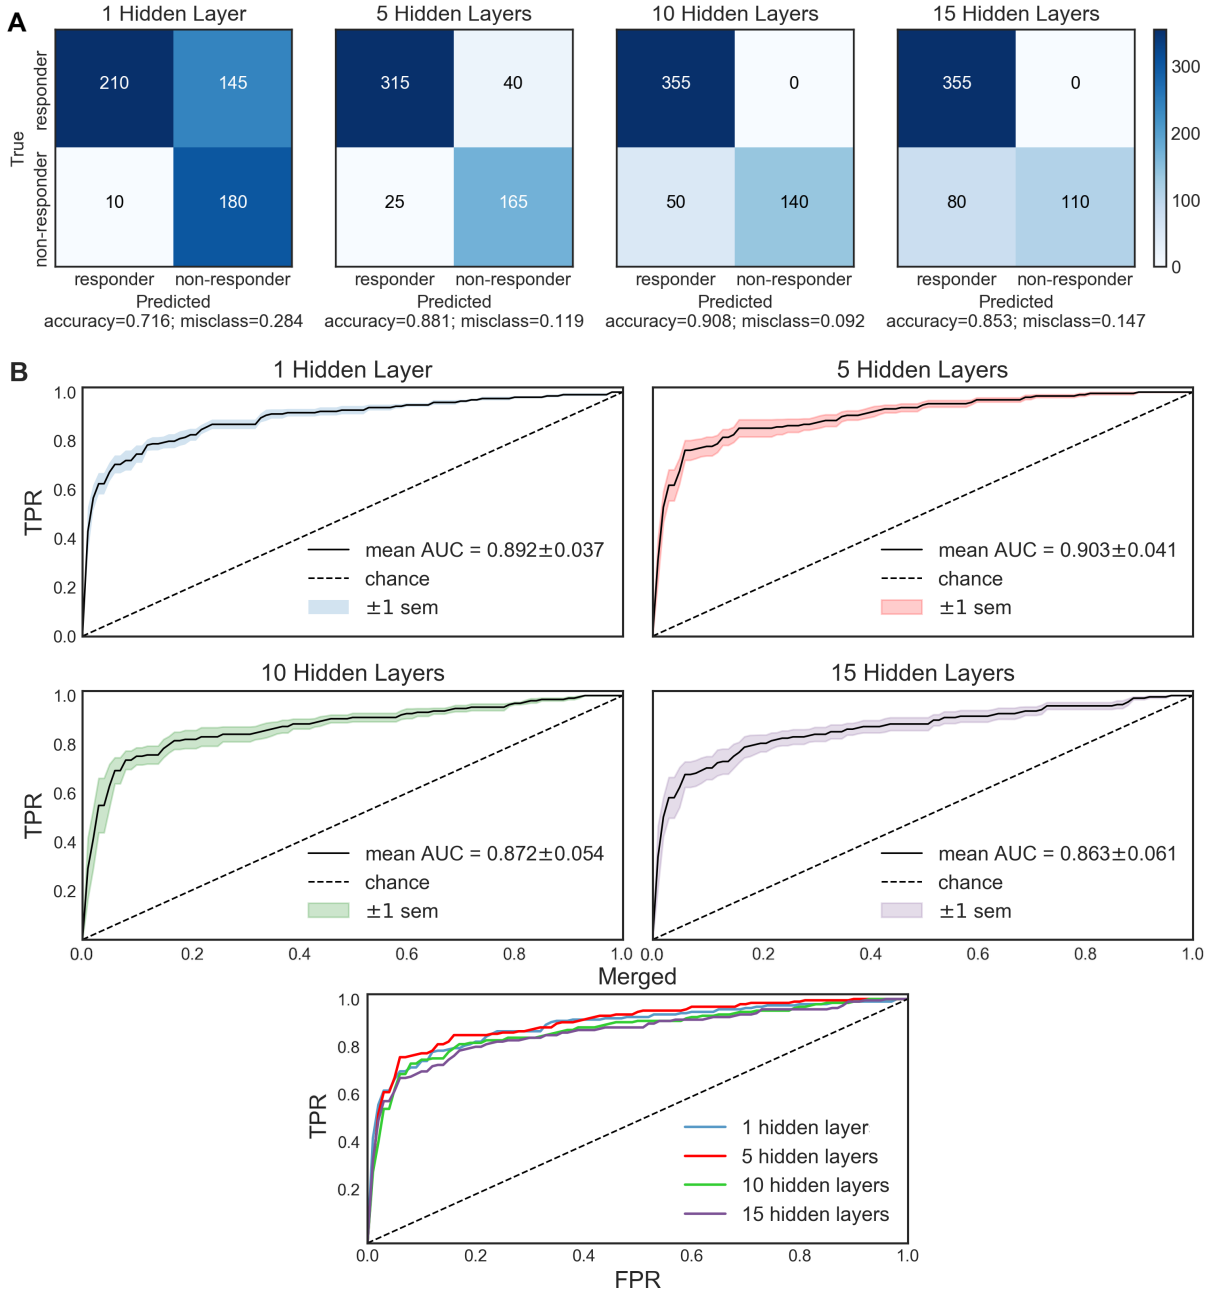 A
1 Hidden Layer
5 Hidden Layers
10 Hidden Layers
15 Hidden Layers
True
responder
non-responder
210 145
10 180
responder non-responder
Predicted
accuracy=0.716; misclass=0.284
315 40
25 165
responder non-responder
Predicted
accuracy=0.881; misclass=0.119
355 0
50 140
responder non-responder
Predicted
accuracy=0.908; misclass=0.092
355 0
80 110
responder non-responder
Predicted
accuracy=0.853; misclass=0.147
300
200
100
0
B
1 Hidden Layer
TPR
1.0
0.8
0.6
0.4
0.2
0.0
mean AUC = 0.892±0.037
chance
±1 sem
5 Hidden Layers
mean AUC = 0.903±0.041
chance
±1 sem
10 Hidden Layers
TPR
1.0
0.8
0.6
0.4
0.2
mean AUC = 0.872±0.054
chance
±1 sem
0.0 0.2 0.4 0.6 0.8 1.0
15 Hidden Layers
mean AUC = 0.863±0.061
chance
±1 sem
0.0 0.2 0.4 0.6 0.8 1.0
Merged
TPR
1.0
0.8
0.6
0.4
0.2
1 hidden layer
5 hidden layers
10 hidden layers
15 hidden layers
0.0 0.2 0.4 0.6 0.8 1.0
FPR